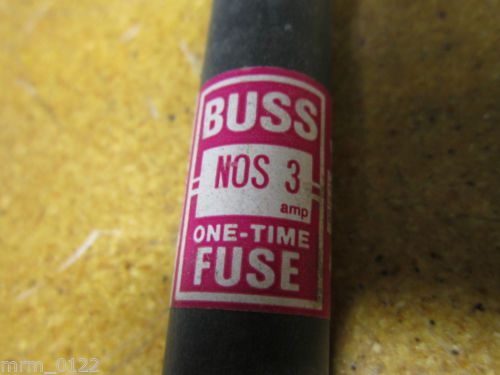 BUSS
NOS 3
amp
ONE-TIME
FUSE
mrm_0122